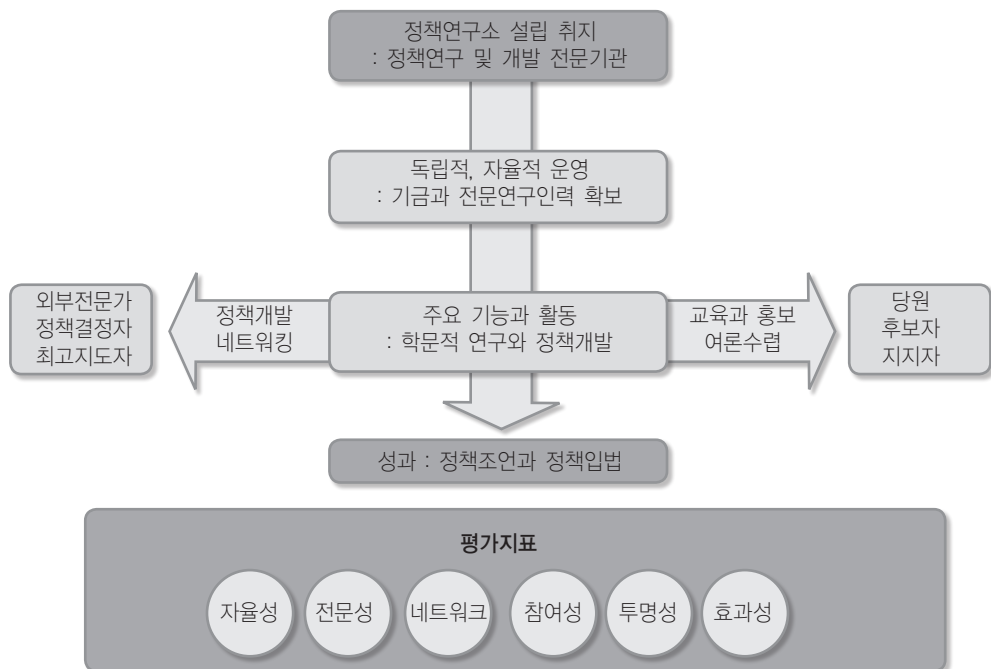 정책연구소 설립 취지
: 정책연구 및 개발 전문기관
독립적, 자율적 운영
: 기금과 전문연구인력 확보
외부전문가
정책결정자
최고지도자
정책개발
네트워킹
주요 기능과 활동
: 학문적 연구와 정책개발
교육과 홍보
여론수렴
당원
후보자
지지자
성과 : 정책조언과 정책입법
평가지표
자율성
전문성
네트워크
참여성
투명성
효과성